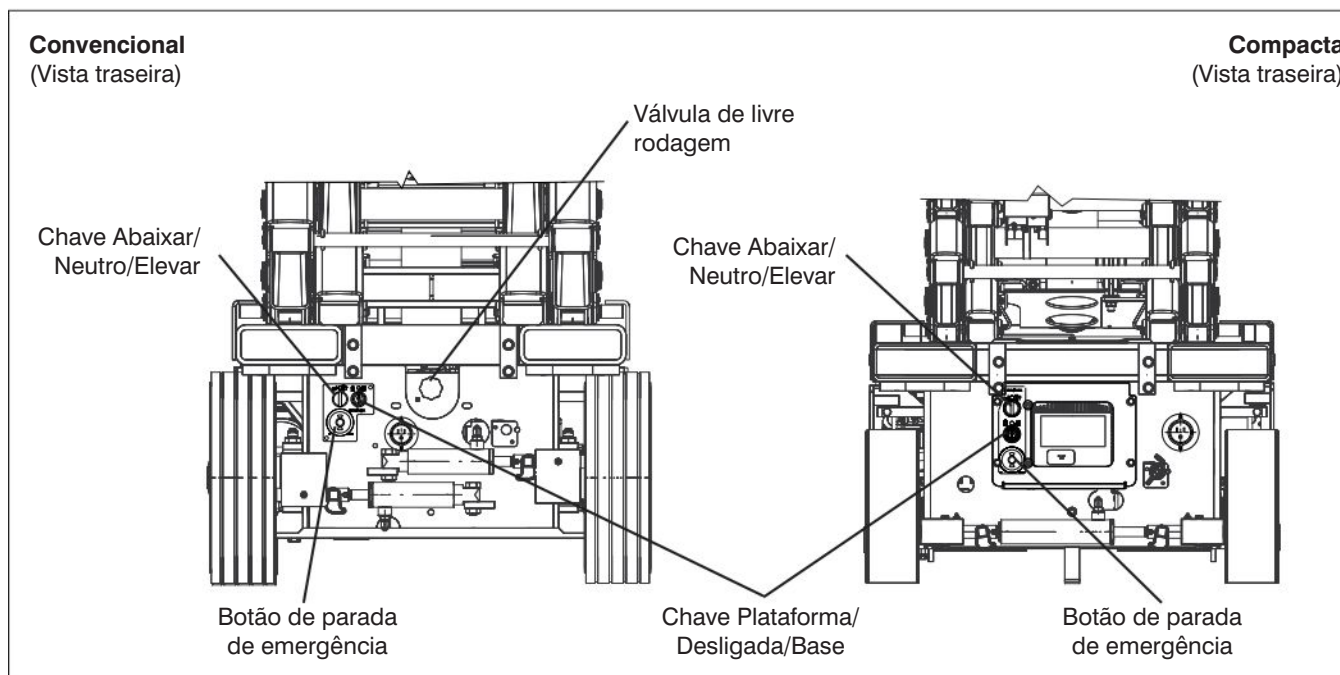 Convencional
(Vista traseira)
Compacta
(Vista traseira)
Válvula de livre
rodagem
Chave Abaixar/
Neutro/Elevar
Chave Abaixar/
Neutro/Elevar
Botão de parada
de emergência
Chave Plataforma/
Desligada/Base
Botão de parada
de emergência